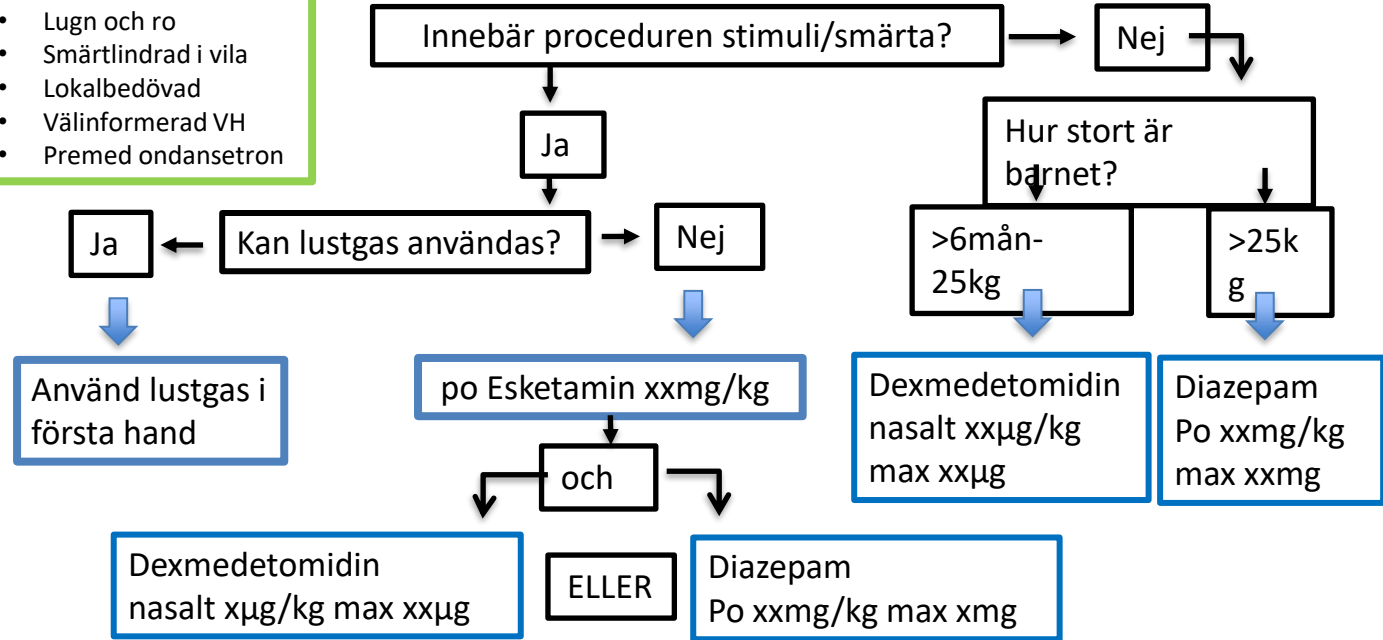 • Lugn och ro
• Smärtlindrad i vila
• Lokalbedövad
• Välinformerad VH
• Premed ondansetron
Innebär proceduren stimuli/smärta?
Nej
Ja
Hur stort är
barnet?
Ja
Kan lustgas användas?
Nej
>6mån-
25kg
>25k
g
Använd lustgas i
första hand
po Esketamin xxmg/kg
Dexmedetomidin
nasalt xxµg/kg
max xxµg
Diazepam
Po xxmg/kg
max xxmg
och
Dexmedetomidin
nasalt xµg/kg max xxµg
ELLER
Diazepam
Po xxmg/kg max xmg